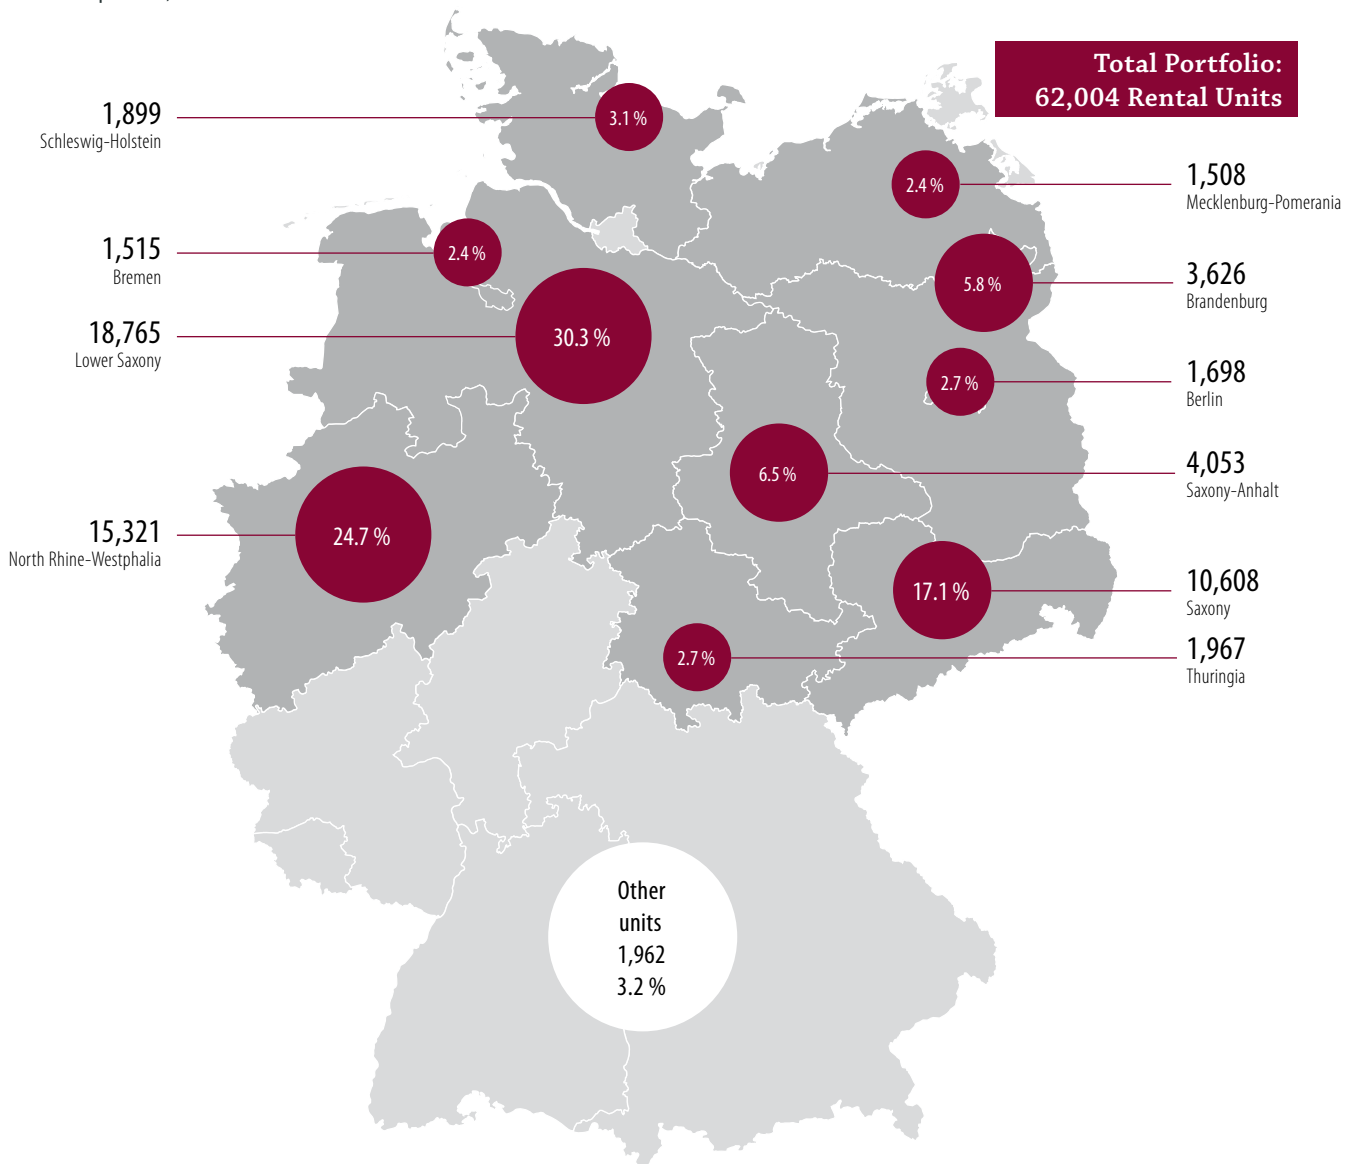 Total Portfolio:
62,004 Rental Units
1,899
Schleswig-Holstein
3.1 %
1,515
Bremen
2.4 %
18,765
Lower Saxony
30.3 %
15,321
North Rhine-Westphalia
24.7 %
2.4 %
1,508
Mecklenburg-Pomerania
5.8 %
3,626
Brandenburg
2.7 %
1,698
Berlin
6.5 %
4,053
Saxony-Anhalt
17.1 %
10,608
Saxony
2.7 %
1,967
Thuringia
Other
units
1,962
3.2 %